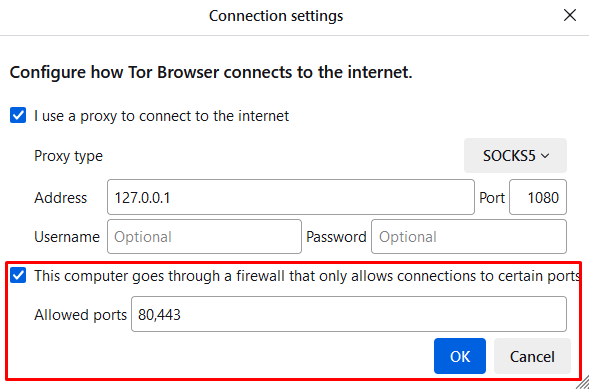 Connection settings
Configure how Tor Browser connects to the internet.
I use a proxy to connect to the internet
Proxy type SOCKS5
Address 127.0.0.1 Port 1080
Username Optional Password Optional
This computer goes through a firewall that only allows connections to certain ports
Allowed ports 80,443
OK Cancel